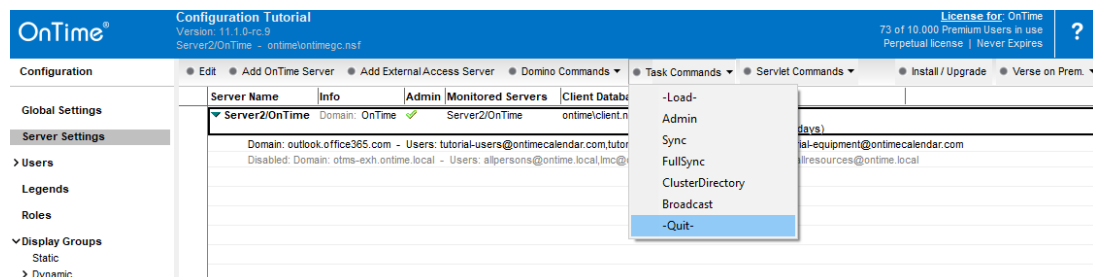 OnTime®
Configuration Tutorial
Version: 11.1.0-rc.9
Server2/OnTime - ontime\ontimegc.nsf
License for: OnTime
73 of 10.000 Premium Users in use
Perpetual license | Never Expires
?
Configuration
Edit Add OnTime Server Add External Access Server Domino Commands Task Commands Servlet Commands Install / Upgrade Verse on Prem.
Server Name Info Admin Monitored Servers Client Databa
Server2/OnTime Domain: OnTime Server2/OnTime ontime\client.n
days)
Domain: outlook.office365.com - Users: tutorial-users@ontimecalendar.com,tutor
ial-equipment@ontimecalendar.com
Disabled: Domain: otms-exh.ontime.local - Users: allpersons@ontime.local,lmc@
allresources@ontime.local
-Load-
Admin
Sync
FullSync
ClusterDirectory
Broadcast
-Quit-
Global Settings
Server Settings
Users
Legends
Roles
Display Groups
Static
Dynamic